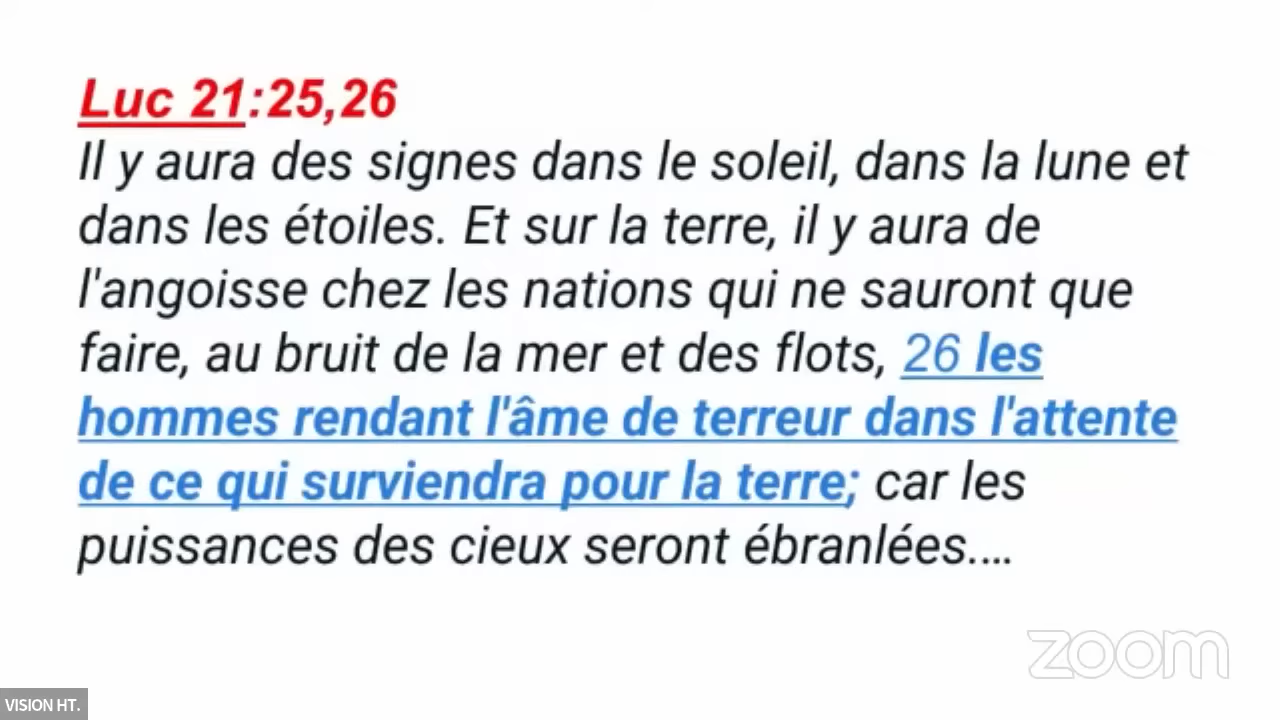 Luc 21:25,26
Il y aura des signes dans le soleil, dans la lune et
dans les étoiles. Et sur la terre, il y aura de
l'angoisse chez les nations qui ne sauront que
faire, au bruit de la mer et des flots, 26 les
hommes rendant l'âme de terreur dans l'attente
de ce qui surviendra pour la terre; car les
puissances des cieux seront ébranlées....
zoom
VISION HT.